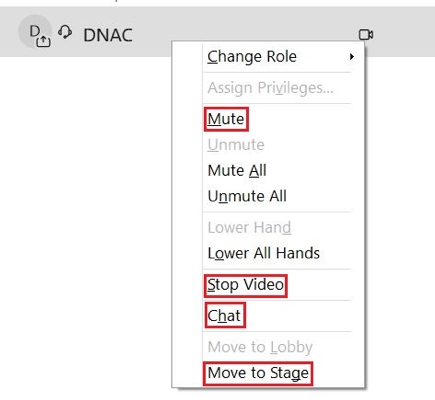 D DNAC
Change Role
Assign Privileges...
Mute
Unmute
Mute All
Unmute All
Lower Hand
Lower All Hands
Stop Video
Chat
Move to Lobby
Move to Stage